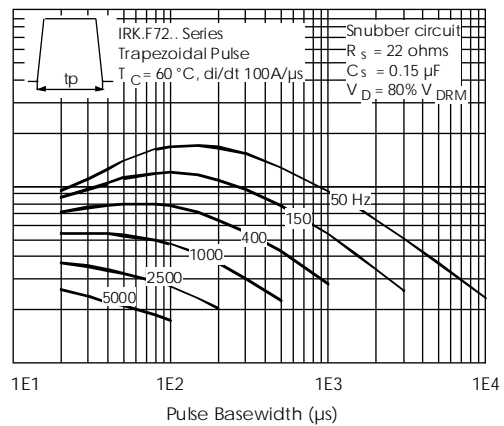 IRK.F72.. Series
Trapezoidal Pulse
T C = 60 °C, di/dt 100A/µs
tp
Snubber circuit
R s = 22 ohms
C s = 0.15 µF
V D = 80% V DRM
50 Hz
150
400
1000
2500
5000
1E1 1E2 1E3 1E4
Pulse Basewidth (µs)